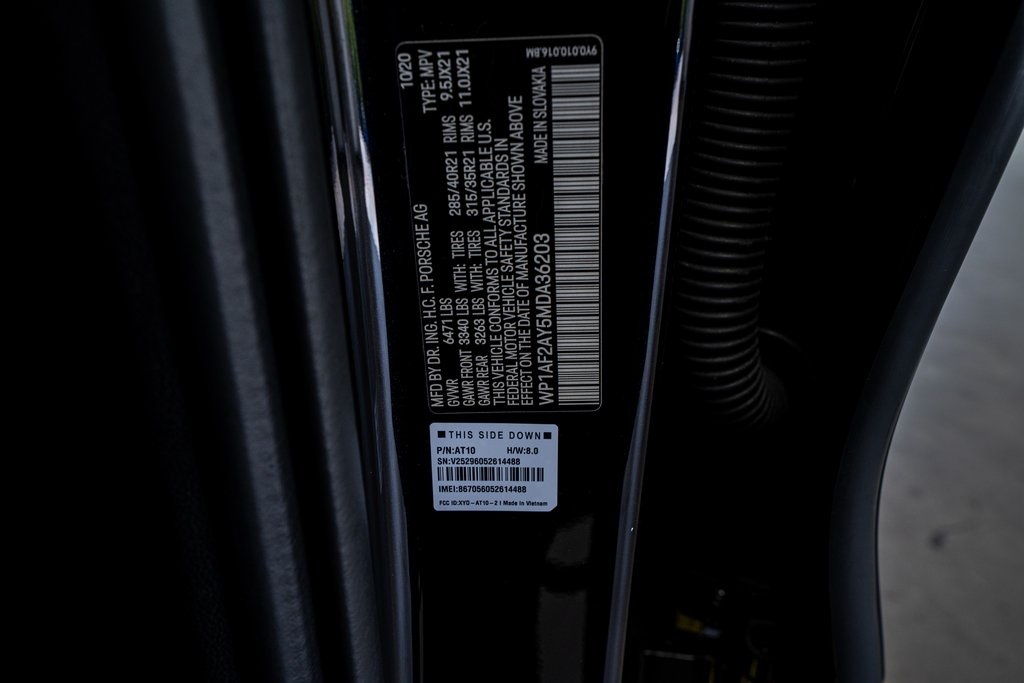 MFD BY DR. ING. H.C. F. PORSCHE AG 10/20
GVWR 6471 LBS TYPE: MPV
GAWR FRONT 3340 LBS WITH: TIRES 285/40R21 RIMS 9.5JX21
GAWR REAR 3263 LBS WITH: TIRES 315/35R21 RIMS 11.0JX21
THIS VEHICLE CONFORMS TO ALL APPLICABLE U.S.
FEDERAL MOTOR VEHICLE SAFETY STANDARDS IN
EFFECT ON THE DATE OF MANUFACTURE SHOWN ABOVE
WP1AF2AY5MDA36203 MADE IN SLOVAKIA
9Y0.010.016.BM
THIS SIDE DOWN
P/N:AT10 H/W:8.0
SN:V25296052614488
IMEI:867056052614488
FCC ID:XYO-AT10-2 I Made in Vietnam